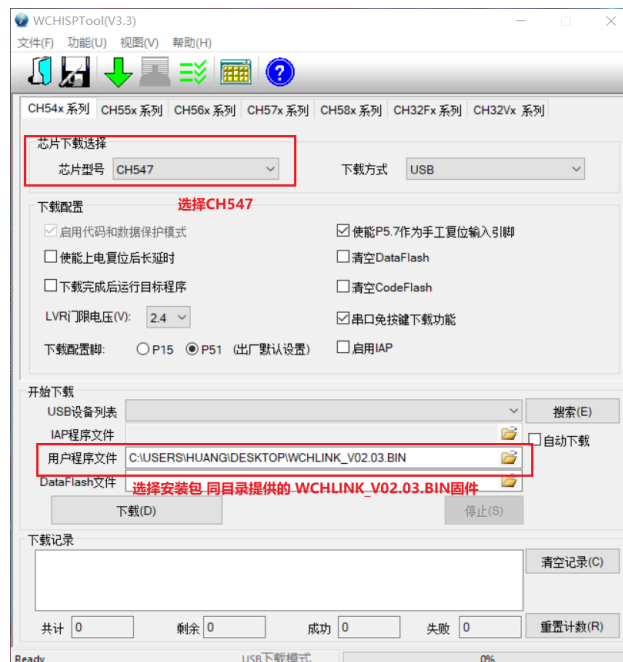 WCHISPTool(V3.3)
文件(F) 功能(U) 视图(V) 帮助(H)
CH54x 系列 CH55x 系列 CH56x 系列 CH57x 系列 CH58x 系列 CH32Fx 系列 CH32Vx 系列
芯片下载选择
芯片型号 CH547 下载方式 USB
选择CH547
下载配置
启用代码和数据保护模式 使能P5.7作为手工复位输入引脚
使能上电复位后长延时 清空DataFlash
下载完成后运行目标程序 清空CodeFlash
LVR门限电压(V): 2.4 串口免按键下载功能
下载配置脚: P15 P51 (出厂默认设置) 启用IAP
开始下载
USB设备列表 搜索(E)
IAP程序文件 自动下载
用户程序文件 C:\USERS\HUANG\DESKTOP\WCHLINK_V02.03.BIN
DataFlash文件 选择安装包 同目录提供的 WCHLINK_V02.03.BIN固件
下载(D) 停止(S)
下载记录
清空记录(C)
共计 0 剩余 0 成功 0 失败 0 重置计数(R)
Ready USB下载模式 0%